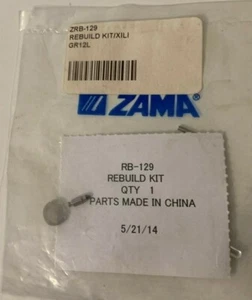 ZRB-129
REBUILD KIT/XILI
GR12L
ZAMA
RB-129
REBUILD KIT
QTY 1
PARTS MADE IN CHINA
5/21/14